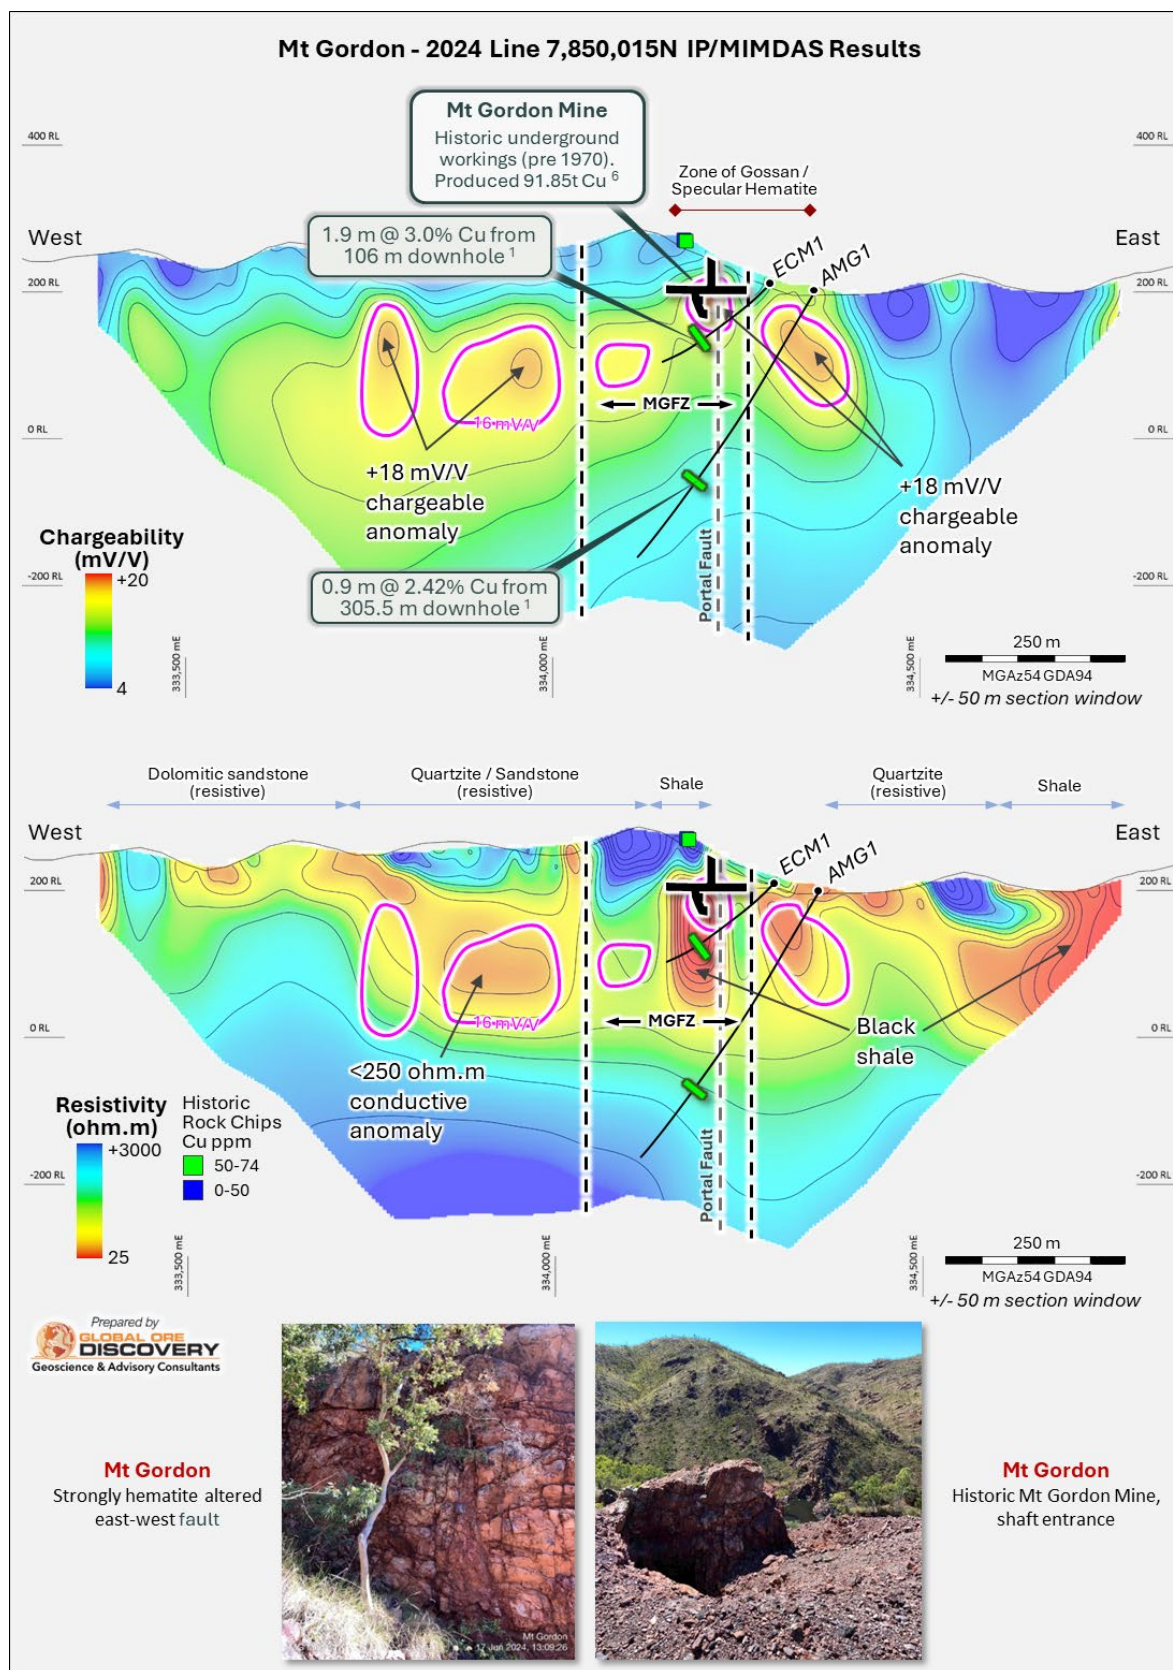 Mt Gordon - 2024 Line 7,850,015N IP/MIMDAS Results
Mt Gordon Mine
Historic underground
workings (pre 1970).
Produced 91.85t Cu 6
400 RL
400 RL
Zone of Gossan /
Specular Hematite
West
1.9 m @ 3.0% Cu from
106 m downhole 1
East
ECM1
AMG1
200 RL
200 RL
MGFZ
16 mV/V
0 RL
0 RL
+18 mV/V
chargeable
anomaly
+18 mV/V
chargeable
anomaly
Chargeability
(mV/V)
+20
4
-200 RL
-200 RL
0.9 m @ 2.42% Cu from
305.5 m downhole 1
Portal Fault
333,500 mE
334,000 mE
334,500 mE
250 m
MGAz54 GDA94
+/- 50 m section window
Dolomitic sandstone
(resistive)
Quartzite / Sandstone
(resistive)
Shale
Quartzite
(resistive)
Shale
West
East
ECM1
AMG1
200 RL
200 RL
16 mV/V
MGFZ
0 RL
0 RL
Black
shale
<250 ohm.m
conductive
anomaly
Resistivity
(ohm.m)
+3000
25
Historic
Rock Chips
Cu ppm
50-74
0-50
-200 RL
-200 RL
Portal Fault
333,500 mE
334,000 mE
334,500 mE
250 m
MGAz54 GDA94
+/- 50 m section window
Prepared by
GLOBAL ORE
DISCOVERY
Geoscience & Advisory Consultants
Mt Gordon
Strongly hematite altered
east-west fault
Mt Gordon
17 Jun 2024, 13:09:26
Mt Gordon
Historic Mt Gordon Mine,
shaft entrance